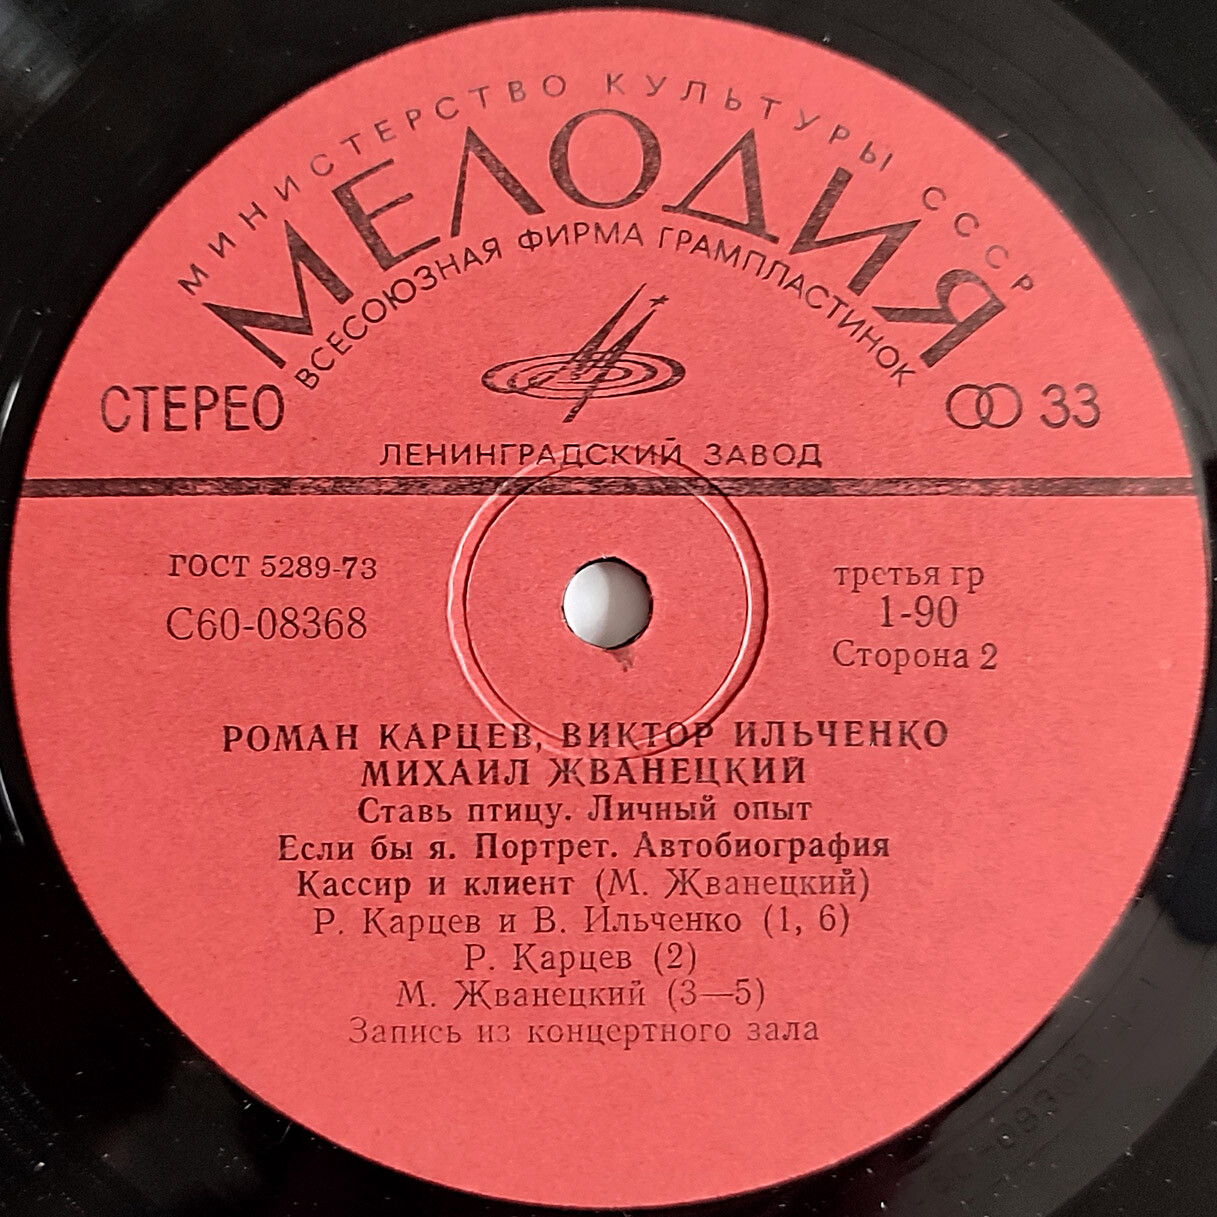 МИНИСТЕРСТВО КУЛЬТУРЫ СССР
МЕЛОДИЯ
ВСЕСОЮЗНАЯ ФИРМА ГРАМПЛАСТИНОК
СТЕРЕО
33
ЛЕНИНГРАДСКИЙ ЗАВОД
ГОСТ 5289-73
С60-08368
третья гр
1-90
Сторона 2
РОМАН КАРЦЕВ, ВИКТОР ИЛЬЧЕНКО
МИХАИЛ ЖВАНЕЦКИЙ
Ставь птицу. Личный опыт
Если бы я. Портрет. Автобиография
Кассир и клиент (М. Жванецкий)
Р. Карцев и В. Ильченко (1, 6)
Р. Карцев (2)
М. Жванецкий (3—5)
Запись из концертного зала